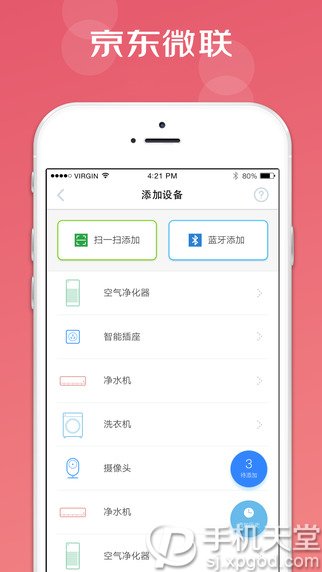 京东微联
VIRGIN
4:21 PM
80%
添加设备
?
扫一扫添加
蓝牙添加
空气净化器
智能插座
净水机
洗衣机
摄像头
3
待添加
净水机
空气净化器
手机天堂
sj.xpgod.com